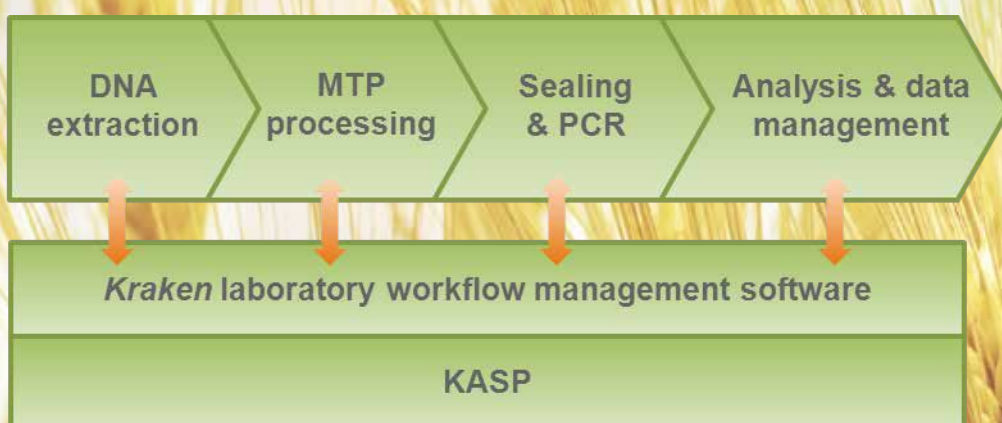 DNA
extraction
MTP
processing
Sealing
& PCR
Analysis & data
management
Kraken laboratory workflow management software
KASP